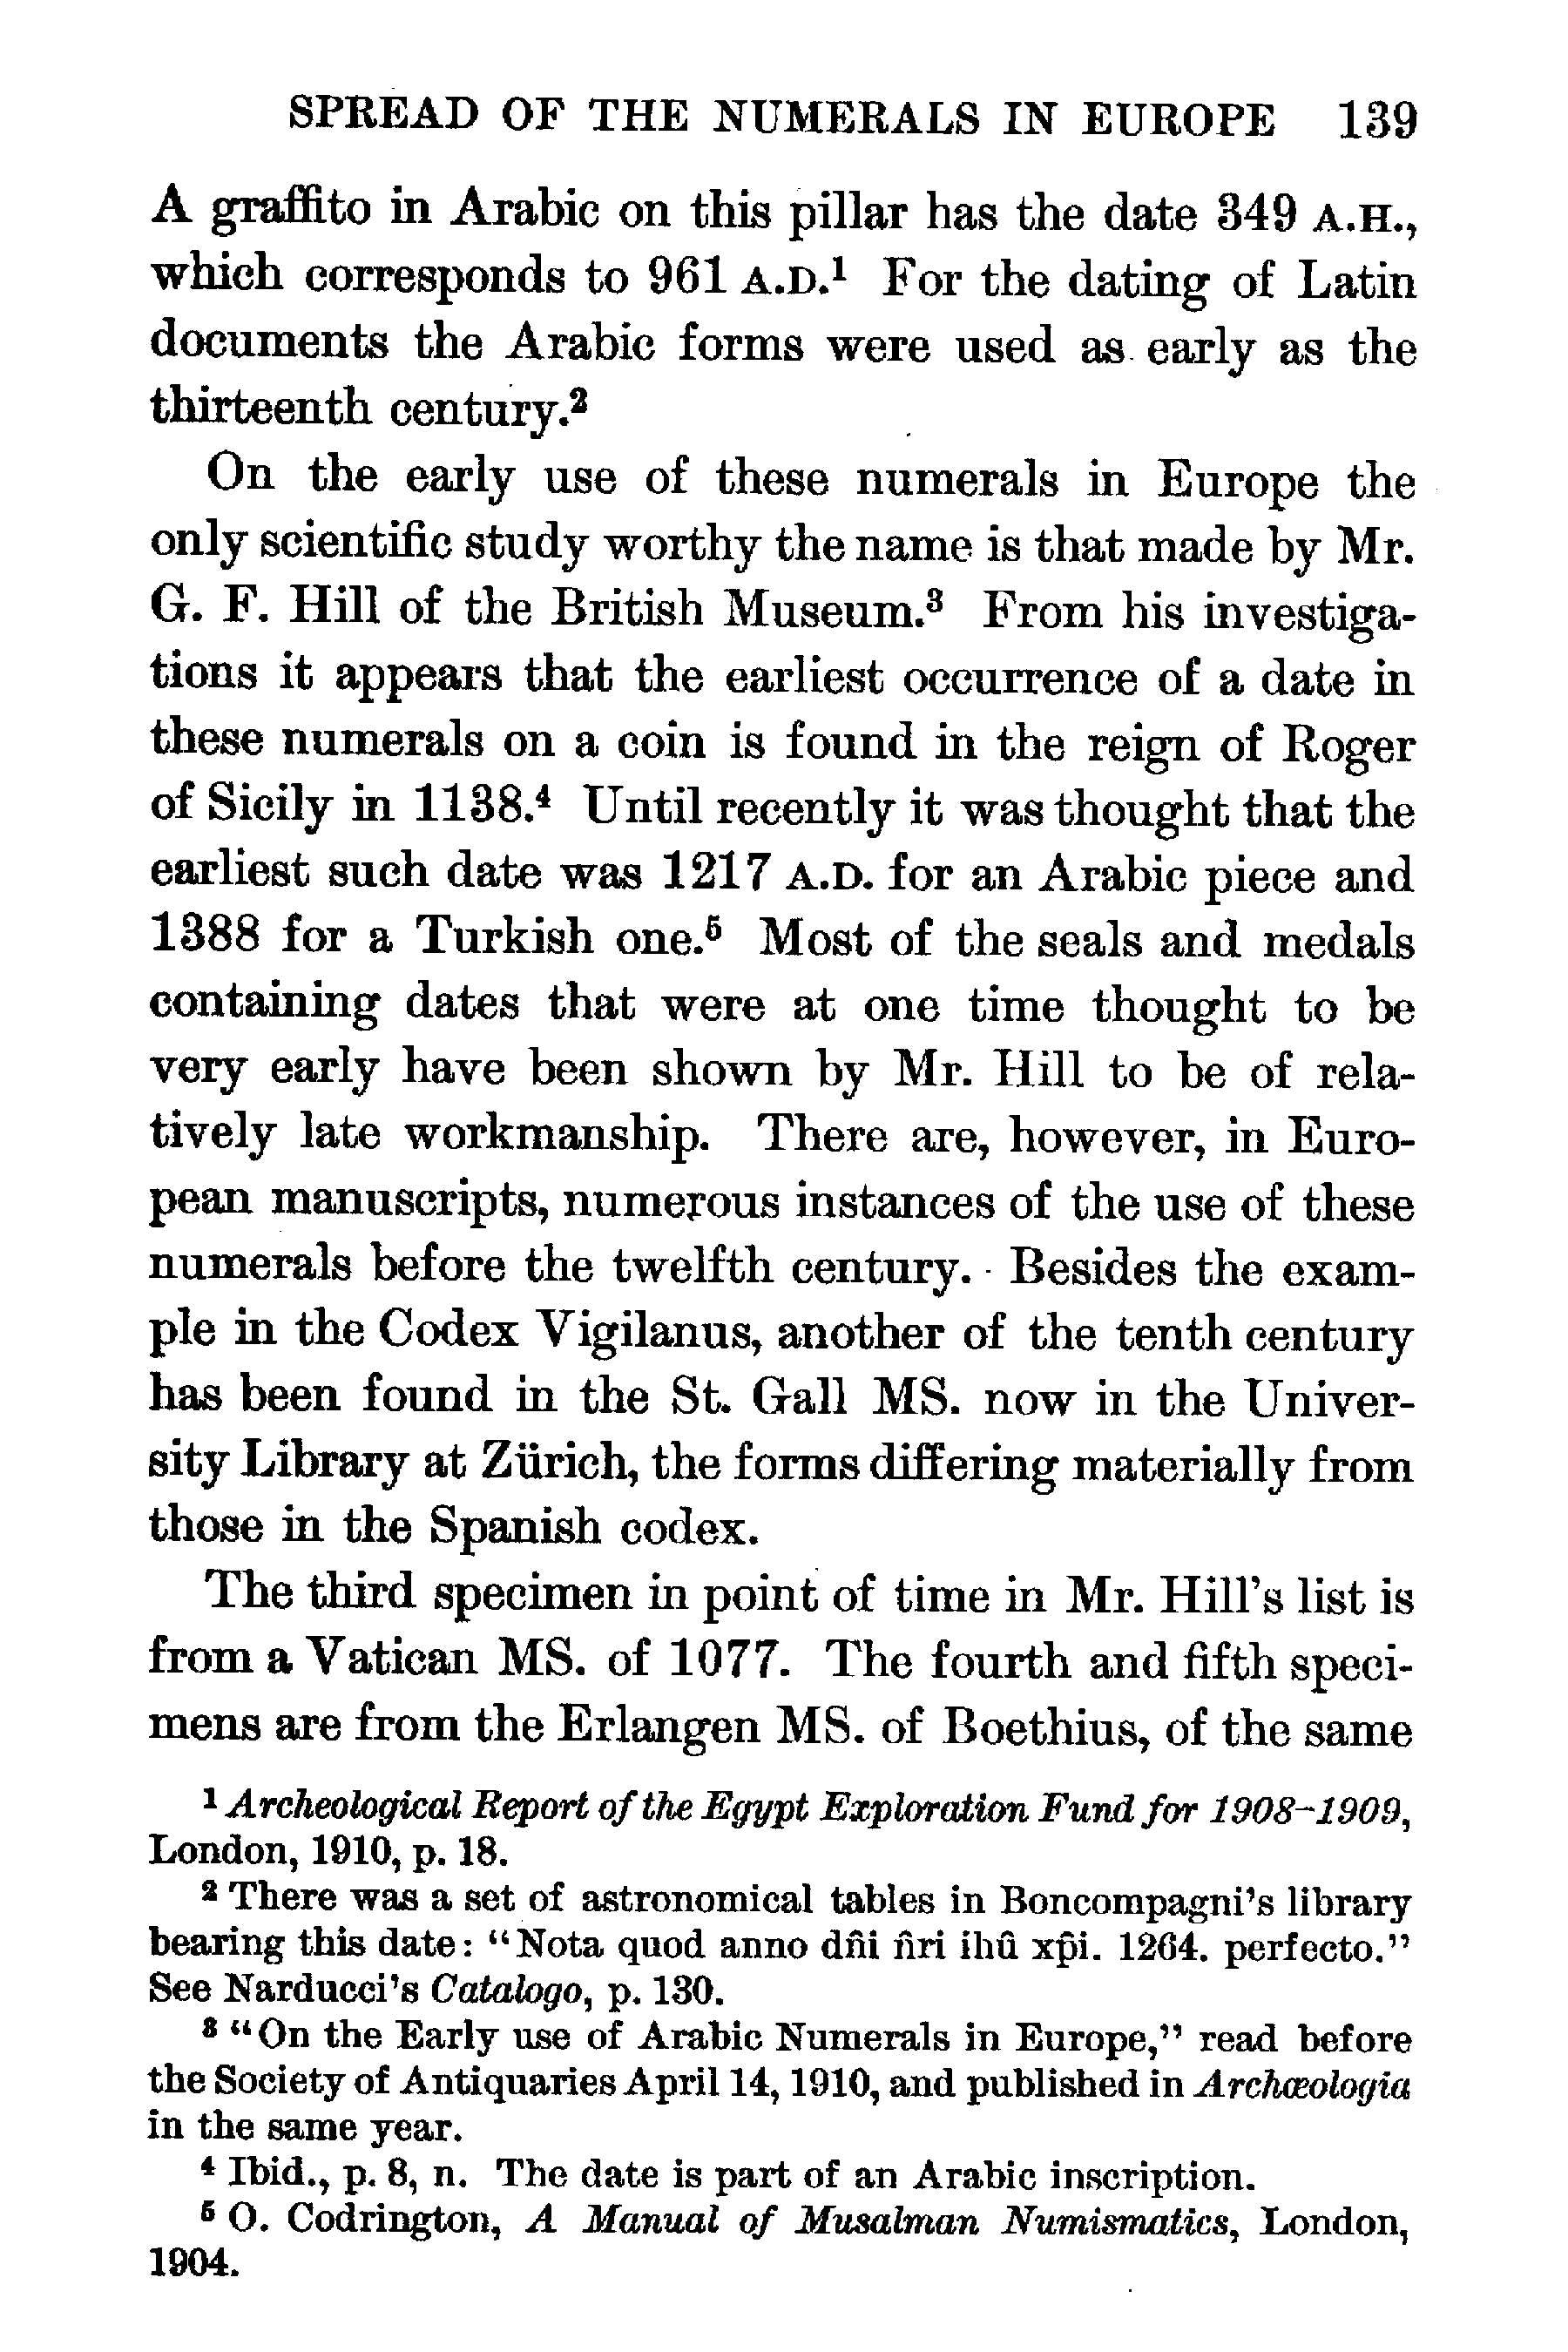 SPREAD OF THE NUMERALS IN EUROPE 139
A graffito in Arabic on this pillar has the date 349 A.H.,
which corresponds to 961 A.D.¹ For the dating of Latin
documents the Arabic forms were used as early as the
thirteenth century.²
On the early use of these numerals in Europe the
only scientific study worthy the name is that made by Mr.
G. F. Hill of the British Museum.³ From his investiga-
tions it appears that the earliest occurrence of a date in
these numerals on a coin is found in the reign of Roger
of Sicily in 1138.⁴ Until recently it was thought that the
earliest such date was 1217 A.D. for an Arabic piece and
1388 for a Turkish one.⁵ Most of the seals and medals
containing dates that were at one time thought to be
very early have been shown by Mr. Hill to be of rela-
tively late workmanship. There are, however, in Euro-
pean manuscripts, numerous instances of the use of these
numerals before the twelfth century. Besides the exam-
ple in the Codex Vigilanus, another of the tenth century
has been found in the St. Gall MS. now in the Univer-
sity Library at Zürich, the forms differing materially from
those in the Spanish codex.
The third specimen in point of time in Mr. Hill's list is
from a Vatican MS. of 1077. The fourth and fifth speci-
mens are from the Erlangen MS. of Boethius, of the same
¹ Archeological Report of the Egypt Exploration Fund for 1908–1909,
London, 1910, p. 18.
² There was a set of astronomical tables in Boncompagni's library
bearing this date: "Nota quod anno dn̂i n̂ri ihû xp̂i. 1264. perfecto."
See Narducci's Catalogo, p. 130.
³ "On the Early use of Arabic Numerals in Europe," read before
the Society of Antiquaries April 14, 1910, and published in Archæologia
in the same year.
⁴ Ibid., p. 8, n. The date is part of an Arabic inscription.
⁵ O. Codrington, A Manual of Musalman Numismatics, London,
1904.